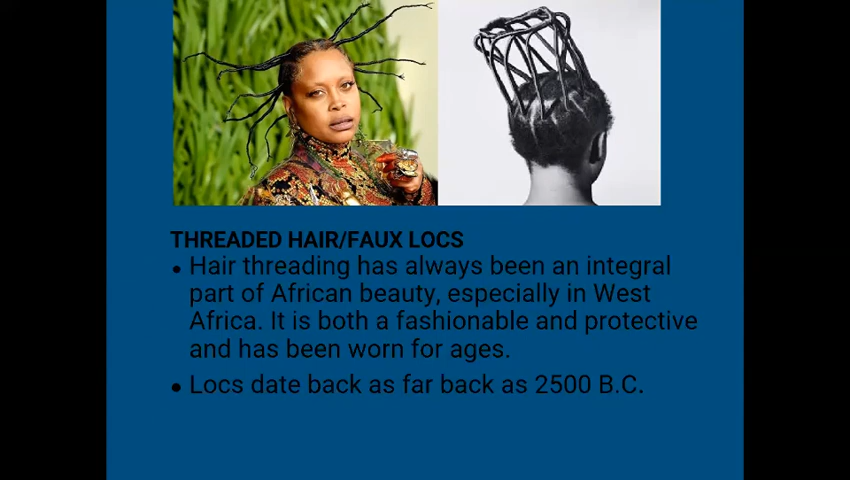 THREADED HAIR/FAUX LOCS
• Hair threading has always been an integral
part of African beauty, especially in West
Africa. It is both a fashionable and protective
and has been worn for ages.
• Locs date back as far back as 2500 B.C.